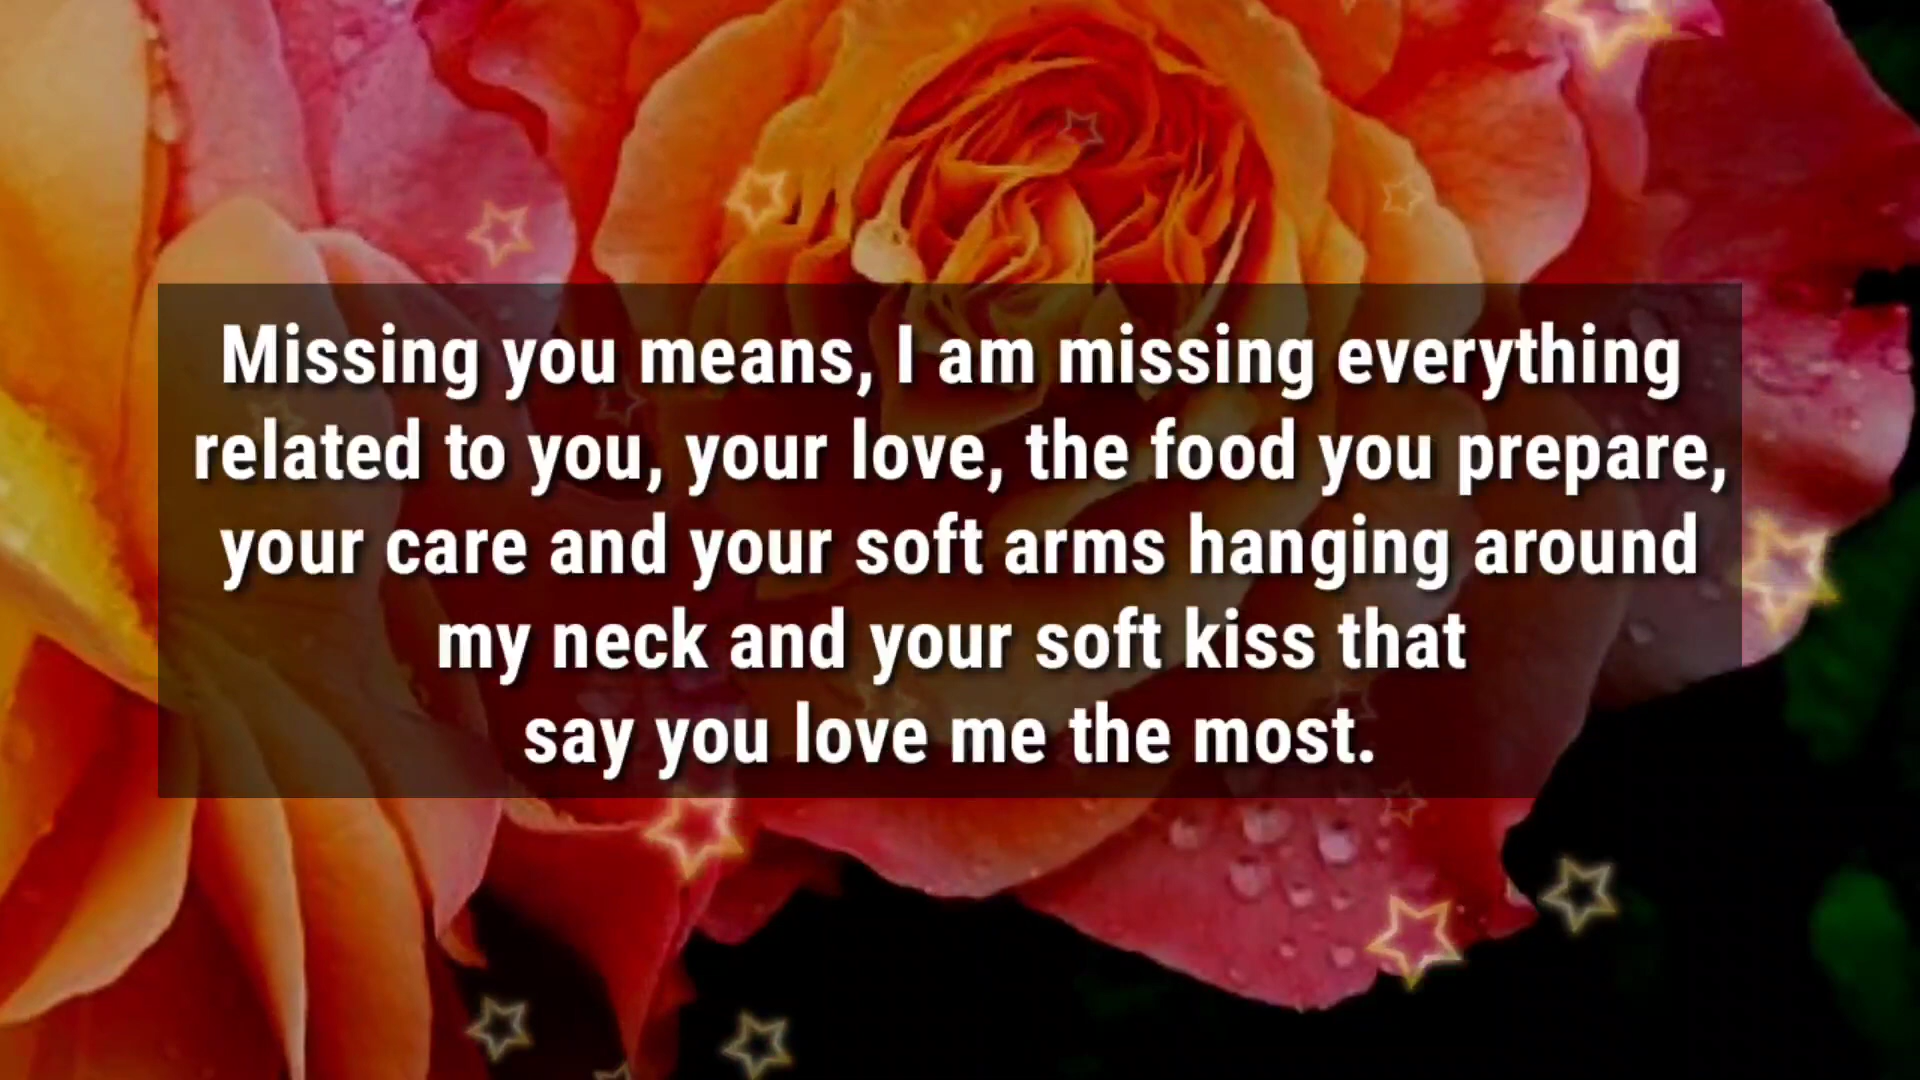 Missing you means, I am missing everything
related to you, your love, the food you prepare,
your care and your soft arms hanging around
my neck and your soft kiss that
say you love me the most.